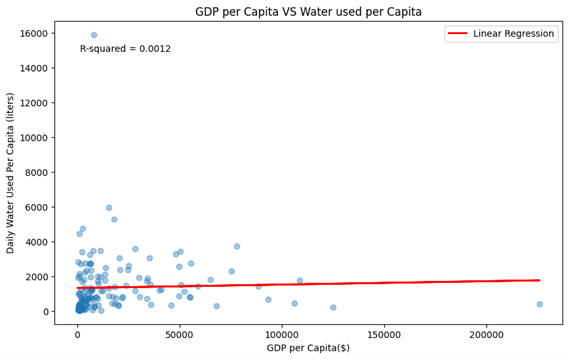 GDP per Capita VS Water used per Capita
16000
14000
12000
10000
8000
6000
4000
2000
0
Daily Water Used Per Capita (liters)
R-squared = 0.0012
Linear Regression
0
50000
100000
150000
200000
GDP per Capita($)